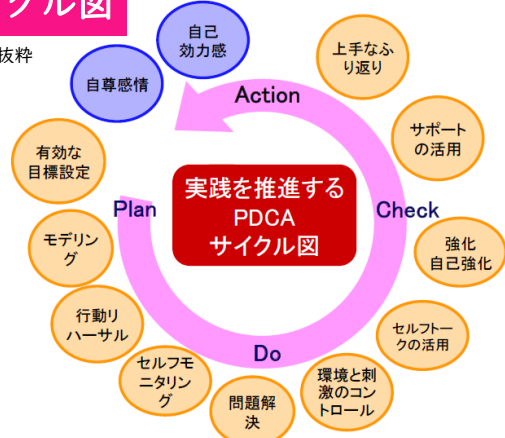 クル図
抜粋
自己
効力感
自尊感情
上手なふ
り返り
サポート
の活用
強化
自己強化
セルフトー
クの活用
環境と刺
激のコン
トロール
問題解
決
セルフモ
ニタリン
グ
行動リ
ハーサル
モデリン
グ
有効な
目標設定
Action
Check
Do
Plan
実践を推進する
PDCA
サイクル図